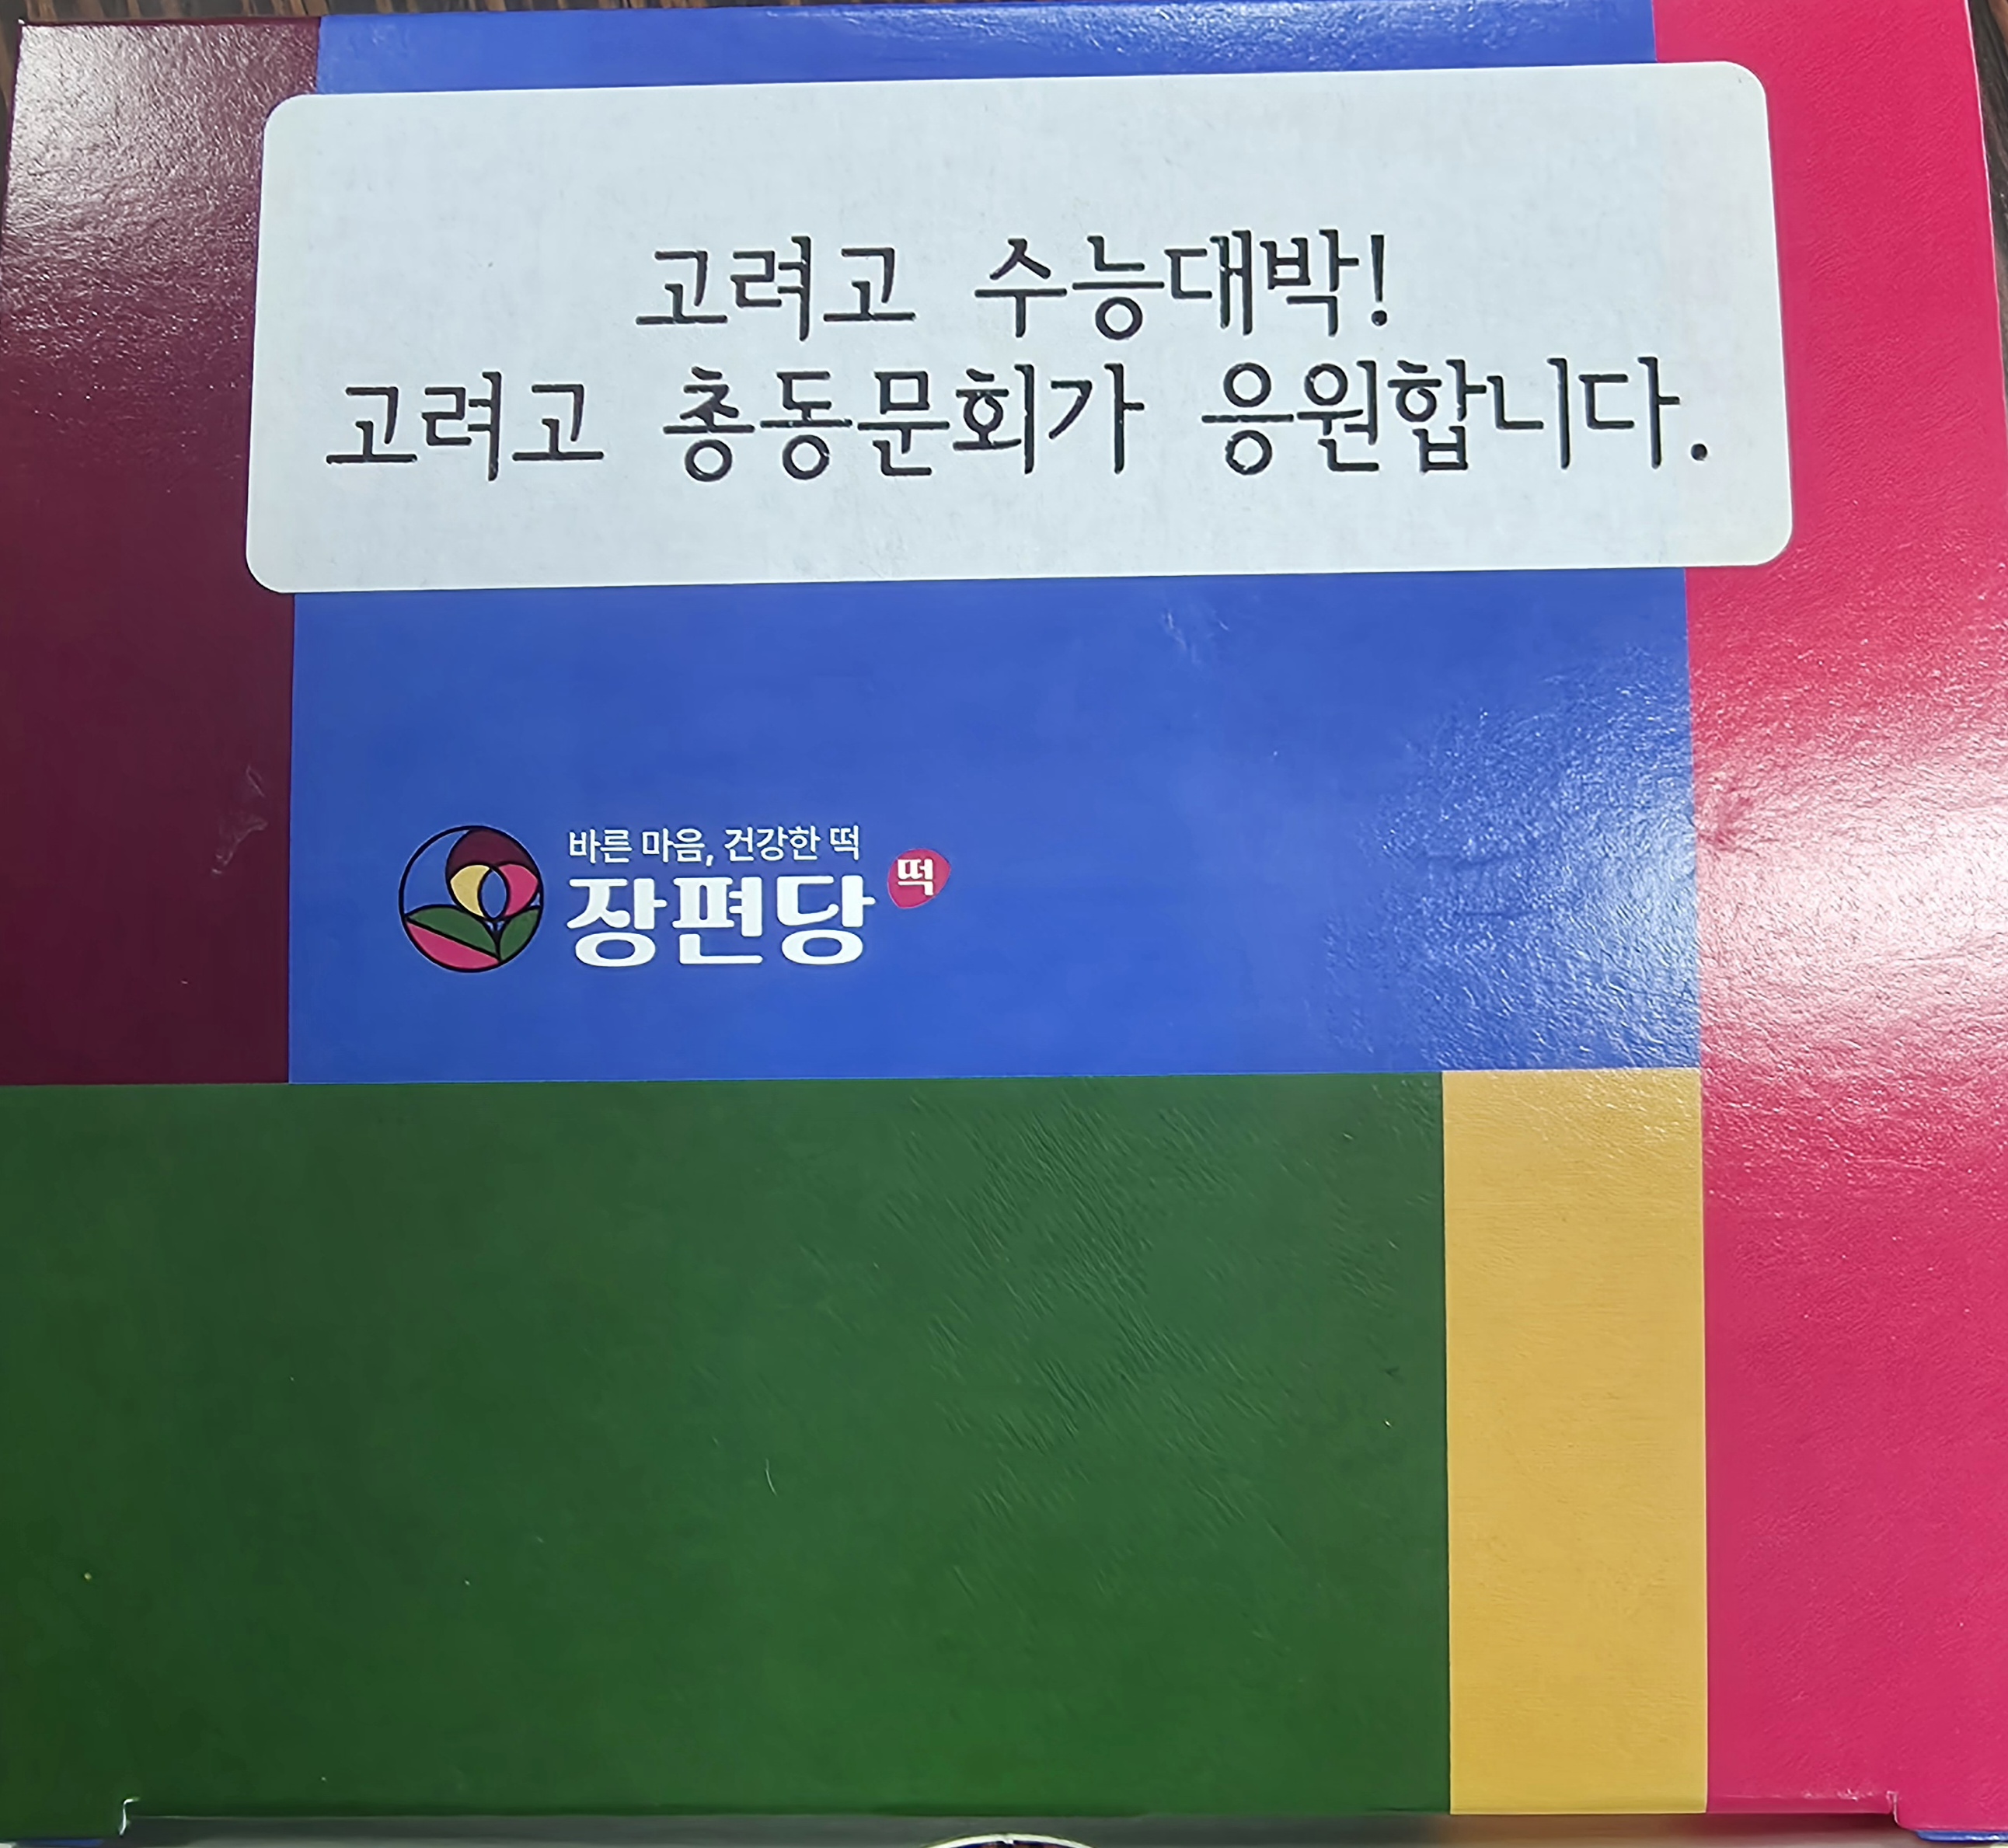 고려고 수능대박!
고려고 총동문회가 응원합니다.
바른 마음, 건강한 떡
장편당
떡